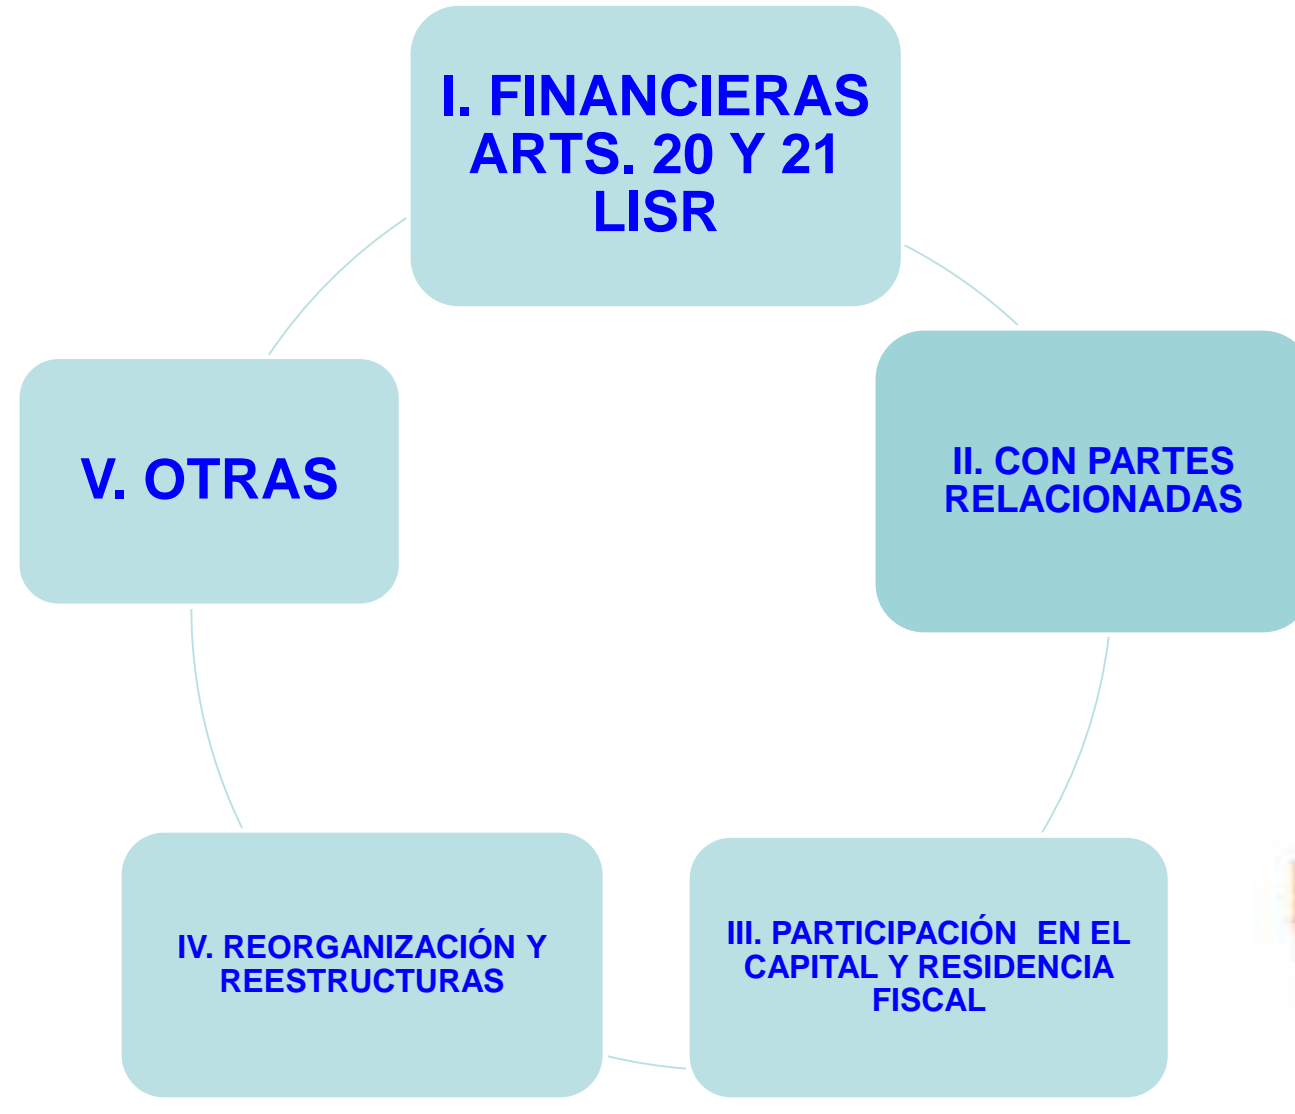 I. FINANCIERAS
ARTS. 20 Y 21
LISR
II. CON PARTES
RELACIONADAS
III. PARTICIPACIÓN EN EL
CAPITAL Y RESIDENCIA
FISCAL
IV. REORGANIZACIÓN Y
REESTRUCTURAS
V. OTRAS